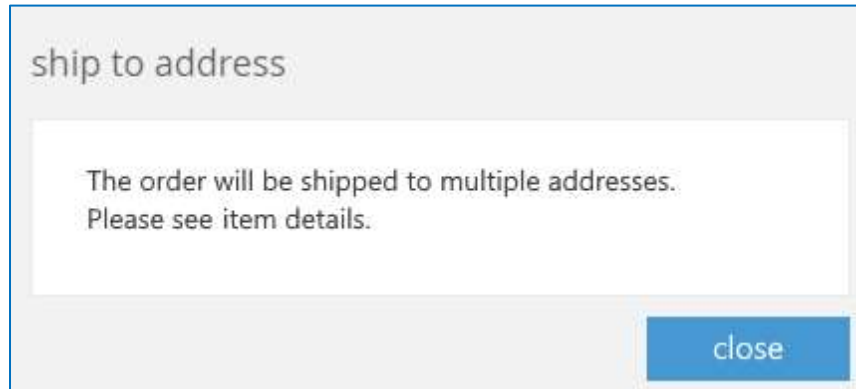 ship to address
The order will be shipped to multiple addresses.
Please see item details.
close